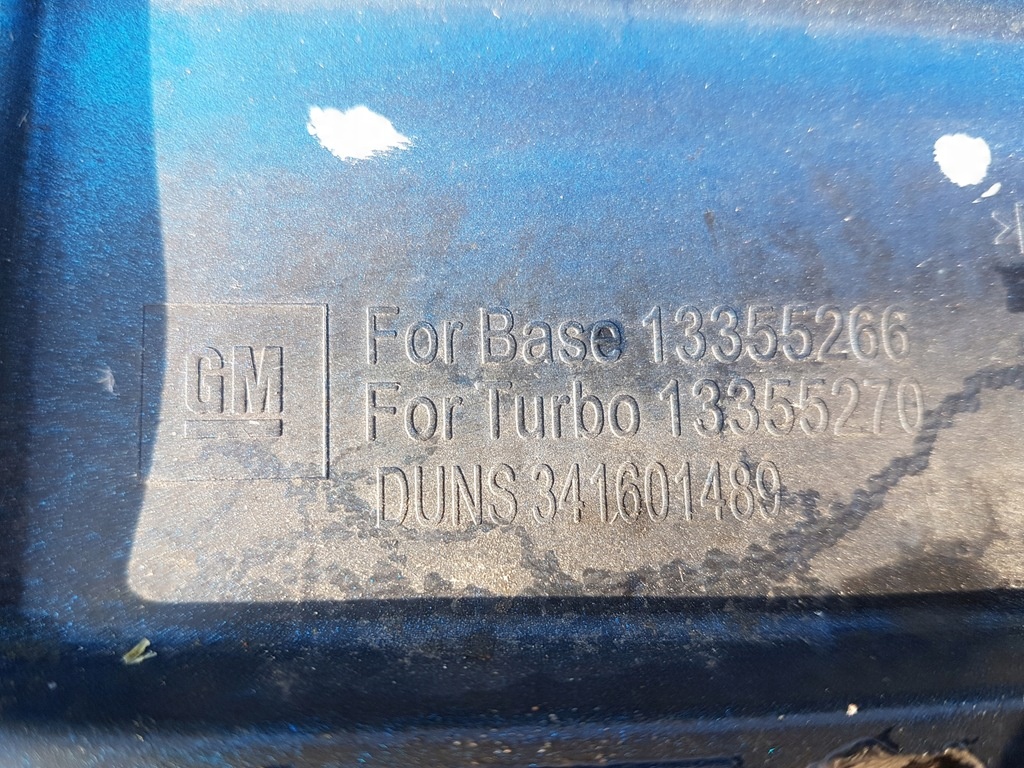 GM
For Base 13355266
For Turbo 13355270
DUNS 341601489